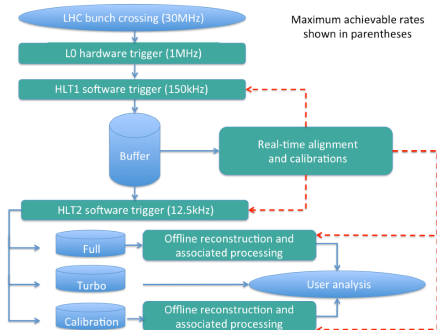 LHC bunch crossing (30MHz)
Maximum achievable rates
shown in parentheses
L0 hardware trigger (1MHz)
HLT1 software trigger (150kHz)
Buffer
Real-time alignment
and calibrations
HLT2 software trigger (12.5kHz)
Full
Offline reconstruction and
associated processing
Turbo
User analysis
Calibration
Offline reconstruction and
associated processing